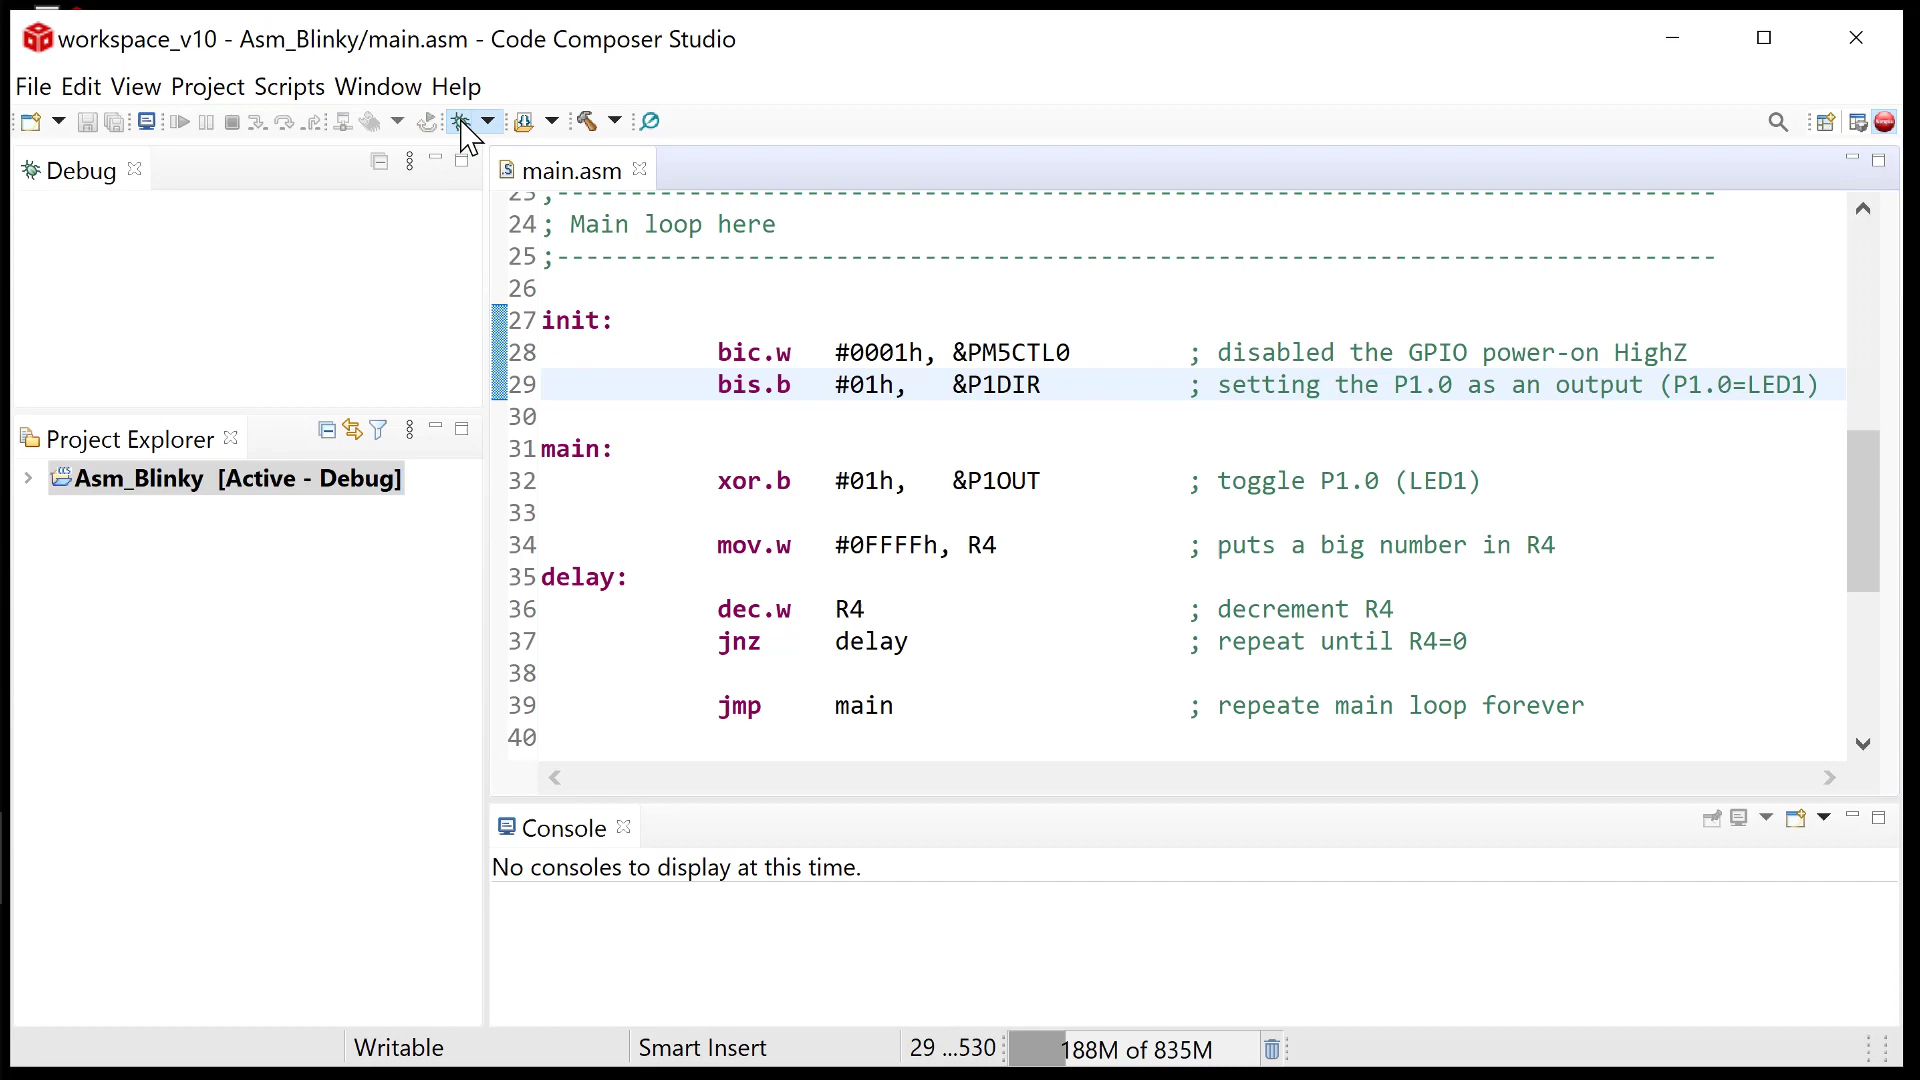 workspace_v10 - Asm_Blinky/main.asm - Code Composer Studio
File Edit View Project Scripts Window Help
Debug
main.asm
23 ;-------------------------------------------------------------------------------
24 ; Main loop here
25 ;-------------------------------------------------------------------------------
26
27 init:
28 bic.w #0001h, &PM5CTL0 ; disabled the GPIO power-on HighZ
29 bis.b #01h, &P1DIR ; setting the P1.0 as an output (P1.0=LED1)
30
31 main:
32 xor.b #01h, &P1OUT ; toggle P1.0 (LED1)
33
34 mov.w #0FFFFh, R4 ; puts a big number in R4
35 delay:
36 dec.w R4 ; decrement R4
37 jnz delay ; repeat until R4=0
38
39 jmp main ; repeate main loop forever
40
Project Explorer
Asm_Blinky [Active - Debug]
Console
No consoles to display at this time.
Writable Smart Insert 29 ...530 188M of 835M